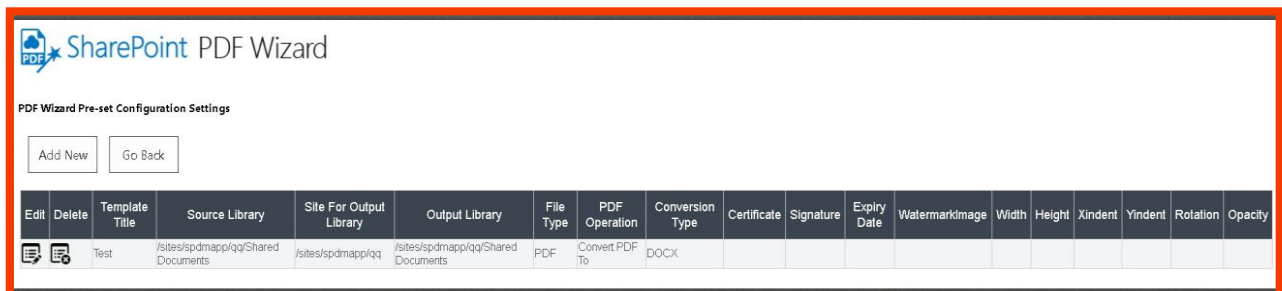 PDF
SharePoint PDF Wizard
PDF Wizard Pre-set Configuration Settings
Add New Go Back
Edit Delete Template Title Source Library Site For Output Library Output Library File Type PDF Operation Conversion Type Certificate Signature Expiry Date WatermarkImage Width Height Xindent Yindent Rotation Opacity
Test /sites/spdmapp/qq/Shared Documents /sites/spdmapp/qq /sites/spdmapp/qq/Shared Documents PDF Convert PDF To DOCX